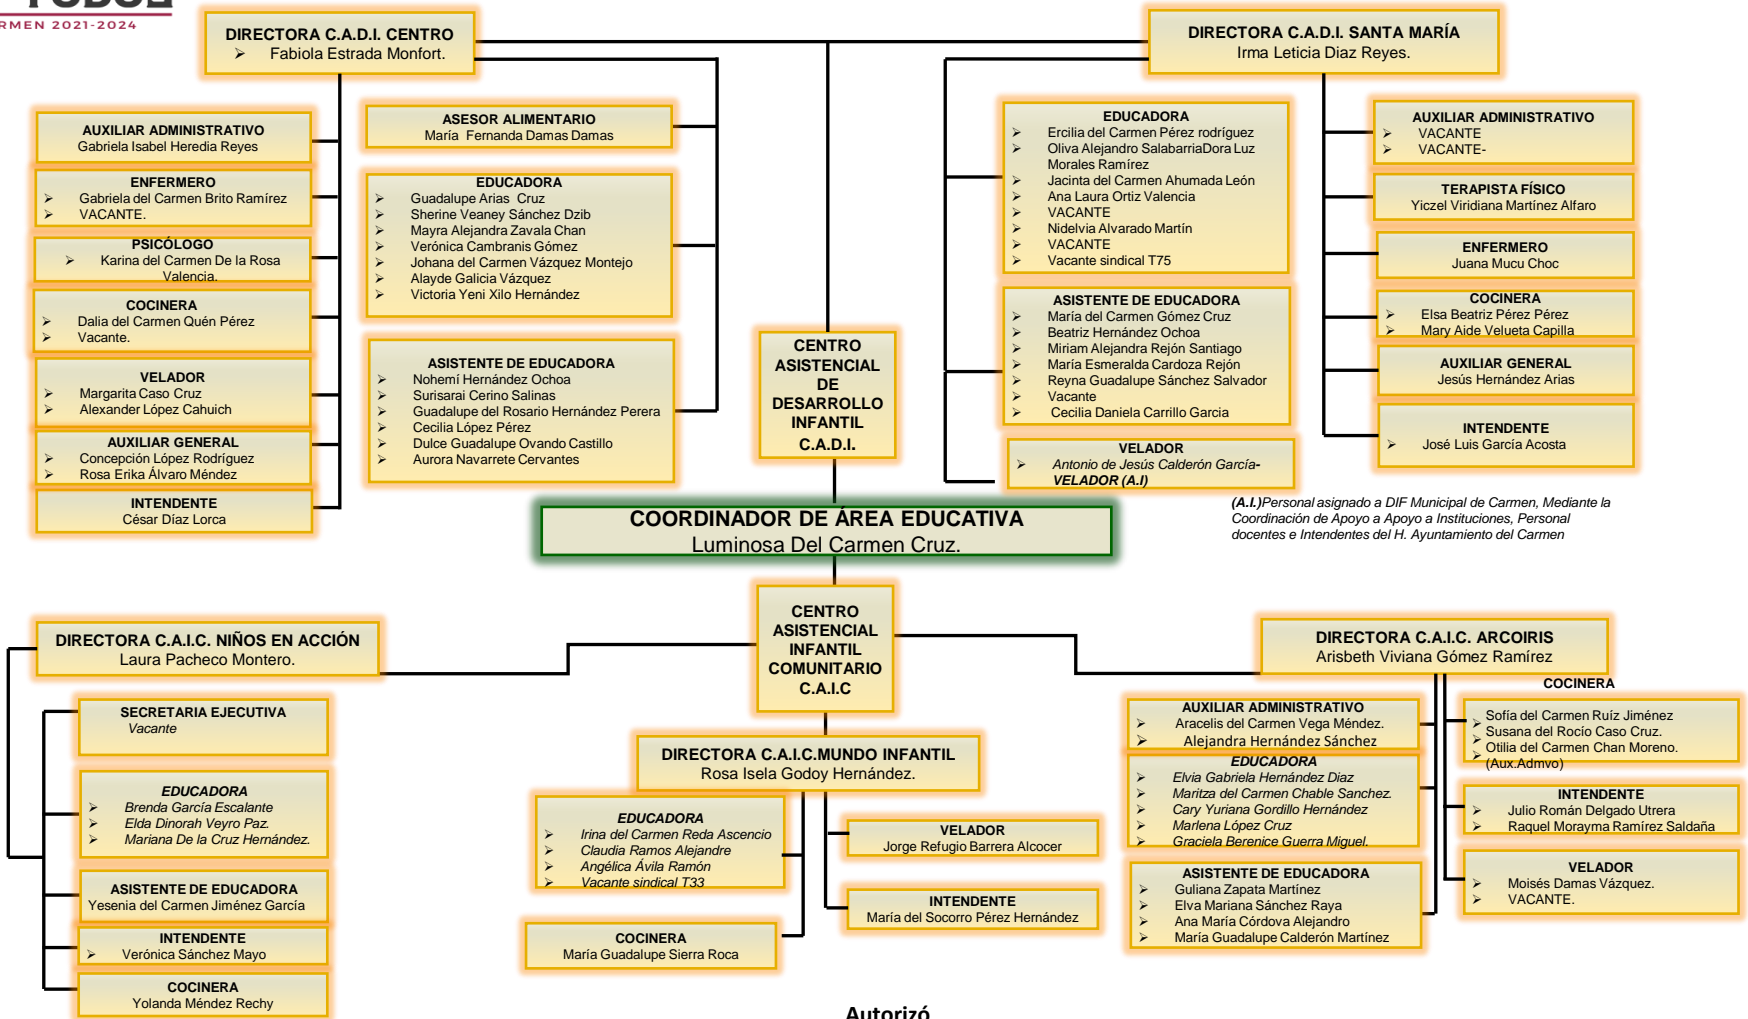 TODOS
RMEN 2021-2024
DIRECTORA C.A.D.I. CENTRO
➢ Fabiola Estrada Monfort.
AUXILIAR ADMINISTRATIVO
Gabriela Isabel Heredia Reyes
ENFERMERO
➢ Gabriela del Carmen Brito Ramírez
➢ VACANTE.
PSICÓLOGO
➢ Karina del Carmen De la Rosa
Valencia.
COCINERA
➢ Dalia del Carmen Quén Pérez
➢ Vacante.
VELADOR
➢ Margarita Caso Cruz
➢ Alexander López Cahuich
AUXILIAR GENERAL
➢ Concepción López Rodríguez
➢ Rosa Erika Álvaro Méndez
INTENDENTE
César Díaz Lorca
ASESOR ALIMENTARIO
María Fernanda Damas Damas
EDUCADORA
➢ Guadalupe Arias Cruz
➢ Sherine Veaney Sánchez Dzib
➢ Mayra Alejandra Zavala Chan
➢ Verónica Cambranis Gómez
➢ Johana del Carmen Vázquez Montejo
➢ Alayde Galicia Vázquez
➢ Victoria Yeni Xilo Hernández
ASISTENTE DE EDUCADORA
➢ Nohemí Hernández Ochoa
➢ Surisarai Cerino Salinas
➢ Guadalupe del Rosario Hernández Perera
➢ Cecilia López Pérez
➢ Dulce Guadalupe Ovando Castillo
➢ Aurora Navarrete Cervantes
CENTRO
ASISTENCIAL
DE
DESARROLLO
INFANTIL
C.A.D.I.
DIRECTORA C.A.D.I. SANTA MARÍA
Irma Leticia Diaz Reyes.
EDUCADORA
➢ Ercilia del Carmen Pérez rodríguez
➢ Oliva Alejandro SalabarriaDora Luz
Morales Ramírez
➢ Jacinta del Carmen Ahumada León
➢ Ana Laura Ortiz Valencia
➢ VACANTE
➢ Nidelvia Alvarado Martín
➢ VACANTE
➢ Vacante sindical T75
ASISTENTE DE EDUCADORA
➢ María del Carmen Gómez Cruz
➢ Beatriz Hernández Ochoa
➢ Miriam Alejandra Rejón Santiago
➢ María Esmeralda Cardoza Rejón
➢ Reyna Guadalupe Sánchez Salvador
➢ Vacante
➢ Cecilia Daniela Carrillo Garcia
VELADOR
➢ Antonio de Jesús Calderón García-
VELADOR (A.I)
AUXILIAR ADMINISTRATIVO
➢ VACANTE
➢ VACANTE-
TERAPISTA FÍSICO
Yiczel Viridiana Martínez Alfaro
ENFERMERO
Juana Mucu Choc
COCINERA
➢ Elsa Beatriz Pérez Pérez
➢ Mary Aide Velueta Capilla
AUXILIAR GENERAL
Jesús Hernández Arias
INTENDENTE
➢ José Luis García Acosta
(A.I.)Personal asignado a DIF Municipal de Carmen, Mediante la
Coordinación de Apoyo a Apoyo a Instituciones, Personal
docentes e Intendentes del H. Ayuntamiento del Carmen
COORDINADOR DE ÁREA EDUCATIVA
Luminosa Del Carmen Cruz.
CENTRO
ASISTENCIAL
INFANTIL
COMUNITARIO
C.A.I.C
DIRECTORA C.A.I.C. NIÑOS EN ACCIÓN
Laura Pacheco Montero.
SECRETARIA EJECUTIVA
Vacante
EDUCADORA
➢ Brenda García Escalante
➢ Elda Dinorah Veyro Paz.
➢ Mariana De la Cruz Hernández.
ASISTENTE DE EDUCADORA
Yesenia del Carmen Jiménez García
INTENDENTE
➢ Verónica Sánchez Mayo
COCINERA
Yolanda Méndez Rechy
DIRECTORA C.A.I.C.MUNDO INFANTIL
Rosa Isela Godoy Hernández.
EDUCADORA
➢ Irina del Carmen Reda Ascencio
➢ Claudia Ramos Alejandre
➢ Angélica Ávila Ramón
➢ Vacante sindical T33
COCINERA
María Guadalupe Sierra Roca
VELADOR
Jorge Refugio Barrera Alcocer
INTENDENTE
María del Socorro Pérez Hernández
DIRECTORA C.A.I.C. ARCOIRIS
Arisbeth Viviana Gómez Ramírez
AUXILIAR ADMINISTRATIVO
➢ Aracelis del Carmen Vega Méndez.
➢ Alejandra Hernández Sánchez
EDUCADORA
➢ Elvia Gabriela Hernández Diaz
➢ Maritza del Carmen Chable Sanchez.
➢ Cary Yuriana Gordillo Hernández
➢ Marlena López Cruz
➢ Graciela Berenice Guerra Miguel.
ASISTENTE DE EDUCADORA
➢ Guliana Zapata Martínez
➢ Elva Mariana Sánchez Raya
➢ Ana María Córdova Alejandro
➢ María Guadalupe Calderón Martínez
COCINERA
➢ Sofía del Carmen Ruíz Jiménez
➢ Susana del Rocío Caso Cruz.
➢ Otilia del Carmen Chan Moreno.
(Aux.Admvo)
INTENDENTE
➢ Julio Román Delgado Utrera
➢ Raquel Morayma Ramírez Saldaña
VELADOR
➢ Moisés Damas Vázquez.
➢ VACANTE.
Autorizó